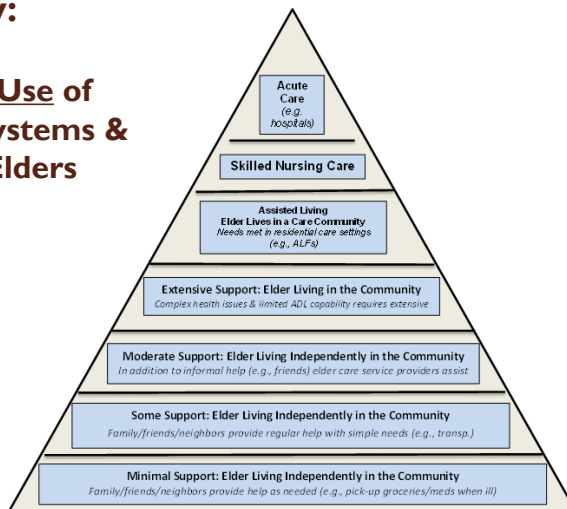 y:
Use of
ystems &
Elders
Acute
Care
(e.g.
hospitals)
Skilled Nursing Care
Assisted Living
Elder Lives in a Care Community
Needs met in residential care settings
(e.g., ALFs)
Extensive Support: Elder Living in the Community
Complex health issues & limited ADL capability requires extensive
Moderate Support: Elder Living Independently in the Community
In addition to informal help (e.g., friends) elder care service providers assist
Some Support: Elder Living Independently in the Community
Family/friends/neighbors provide regular help with simple needs (e.g., transp.)
Minimal Support: Elder Living Independently in the Community
Family/friends/neighbors provide help as needed (e.g., pick-up groceries/meds when ill)